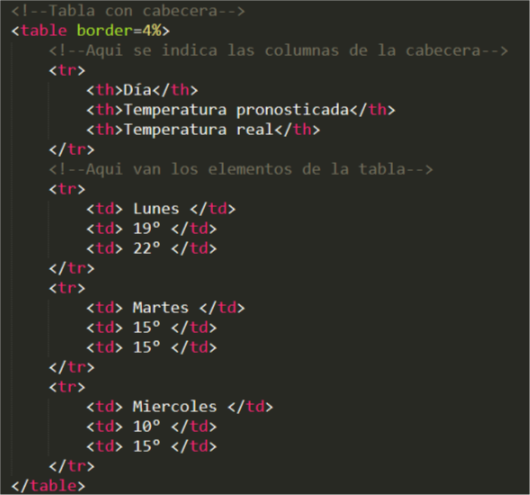 <!--Tabla con cabecera-->
<table border=4%>
<!--Aqui se indica las columnas de la cabecera-->
<tr>
<th>Día</th>
<th>Temperatura pronosticada</th>
<th>Temperatura real</th>
</tr>
<!--Aqui van los elementos de la tabla-->
<tr>
<td> Lunes </td>
<td> 19º </td>
<td> 22º </td>
</tr>
<tr>
<td> Martes </td>
<td> 15º </td>
<td> 15º </td>
</tr>
<tr>
<td> Miercoles </td>
<td> 10º </td>
<td> 15º </td>
</tr>
</table>